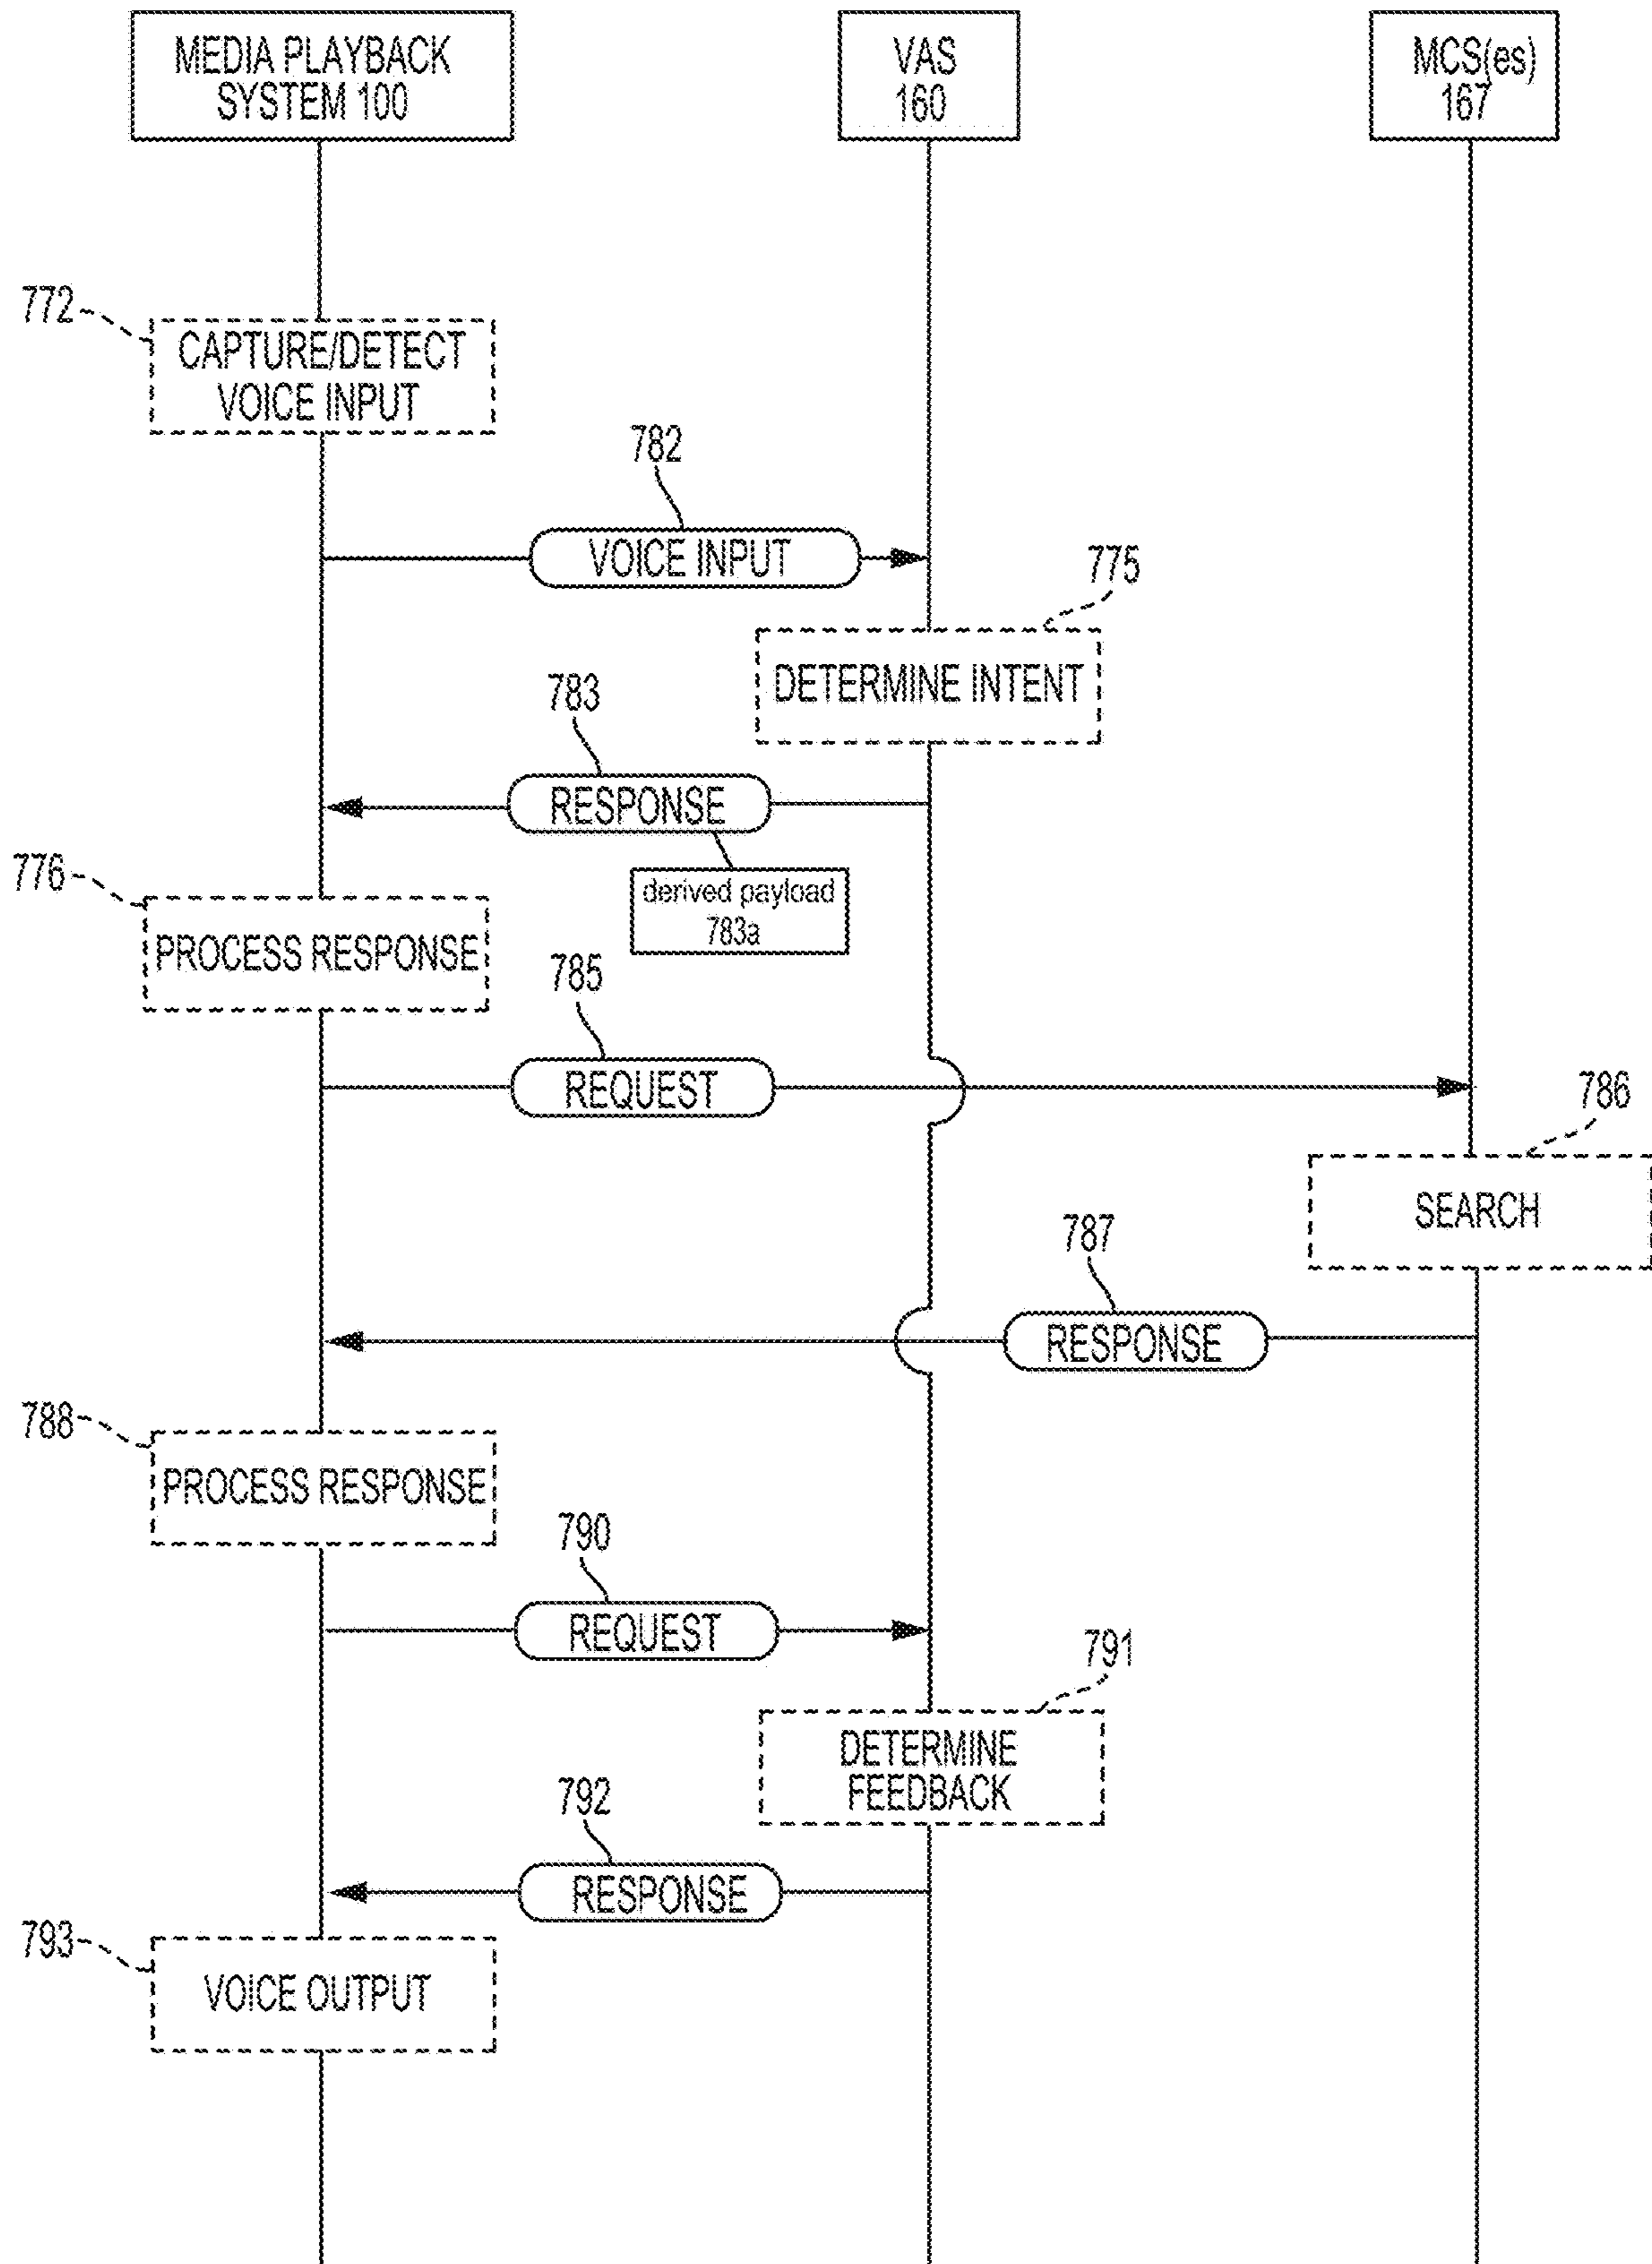 MEDIA PLAYBACK
SYSTEM 100
VAS
160
MCS(es)
167
772
CAPTURE/DETECT
VOICE INPUT
782
VOICE INPUT
775
DETERMINE INTENT
783
RESPONSE
derived payload
783a
776
PROCESS RESPONSE
785
REQUEST
786
SEARCH
787
RESPONSE
788
PROCESS RESPONSE
790
REQUEST
791
DETERMINE
FEEDBACK
792
RESPONSE
793
VOICE OUTPUT